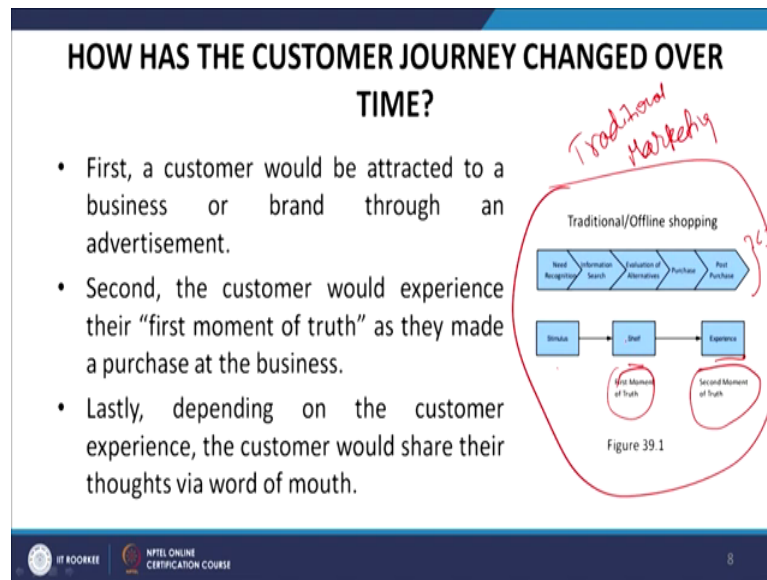 HOW HAS THE CUSTOMER JOURNEY CHANGED OVER
TIME?
• First, a customer would be attracted to a
business or brand through an
advertisement.
• Second, the customer would experience
their “first moment of truth” as they made
a purchase at the business.
• Lastly, depending on the customer
experience, the customer would share their
thoughts via word of mouth.
Traditional
Marketing
Traditional/Offline shopping
Need
Recognition
Information
Search
Evaluation of
Alternatives
Purchase
Post
Purchase
Stimulus
Shelf
Experience
First Moment
of Truth
Second Moment
of Truth
Figure 39.1
IIT ROORKEE
NPTEL ONLINE
CERTIFICATION COURSE
8